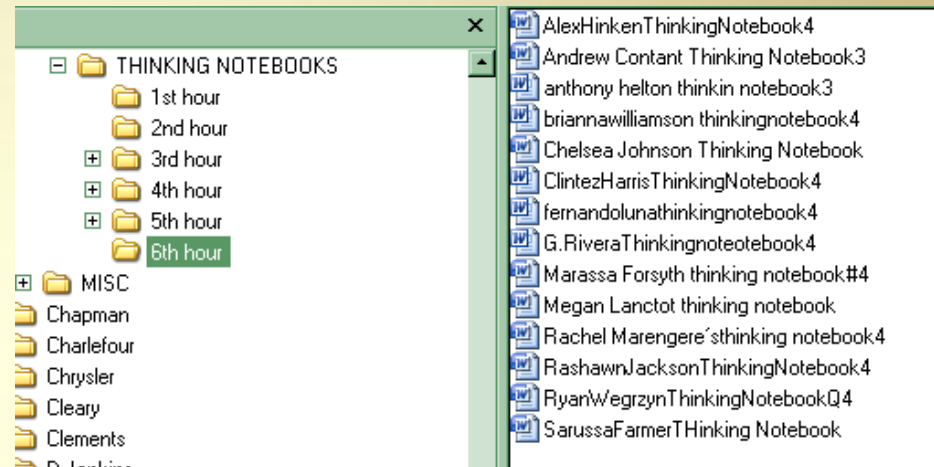 THINKING NOTEBOOKS
1st hour
2nd hour
3rd hour
4th hour
5th hour
6th hour
MISC
Chapman
Charlefour
Chrysler
Cleary
Clements
AlexHinkenThinkingNotebook4
Andrew Contant Thinking Notebook3
anthony helton thinkin notebook3
briannawilliamson thinkingnotebook4
Chelsea Johnson Thinking Notebook
ClintezHarrisThinkingNotebook4
fernandolunathinkingnotebook4
G.RiveraThinkingnoteotebook4
Marassa Forsyth thinking notebook#4
Megan Lanctot thinking notebook
Rachel Marengere´sthinking notebook4
RashawnJacksonThinkingNotebook4
RyanWegrzynThinkingNotebookQ4
SarussaFarmerTHinking Notebook